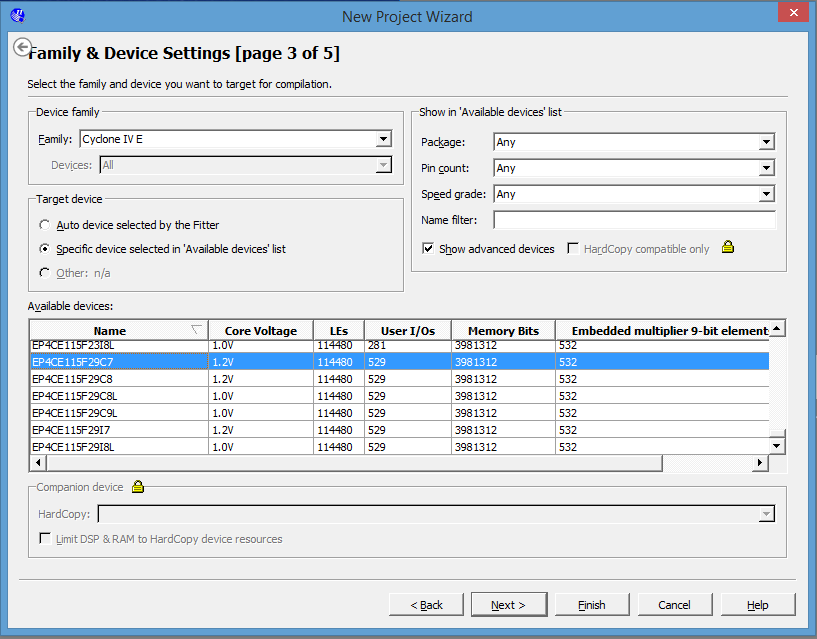 New Project Wizard
Family & Device Settings [page 3 of 5]
Select the family and device you want to target for compilation.
Device family
Family: Cyclone IV E
Devices: All
Show in 'Available devices' list
Package: Any
Pin count: Any
Speed grade: Any
Name filter:
Show advanced devices HardCopy compatible only
Target device
Auto device selected by the Fitter
Specific device selected in 'Available devices' list
Other: n/a
Available devices:
Name Core Voltage LEs User I/Os Memory Bits Embedded multiplier 9-bit element
EP4CE115F23I8L 1.0V 114480 281 3981312 532
EP4CE115F29C7 1.2V 114480 529 3981312 532
EP4CE115F29C8 1.2V 114480 529 3981312 532
EP4CE115F29C8L 1.0V 114480 529 3981312 532
EP4CE115F29C9L 1.0V 114480 529 3981312 532
EP4CE115F29I7 1.2V 114480 529 3981312 532
EP4CE115F29I8L 1.0V 114480 529 3981312 532
Companion device
HardCopy:
Limit DSP & RAM to HardCopy device resources
< Back Next > Finish Cancel Help